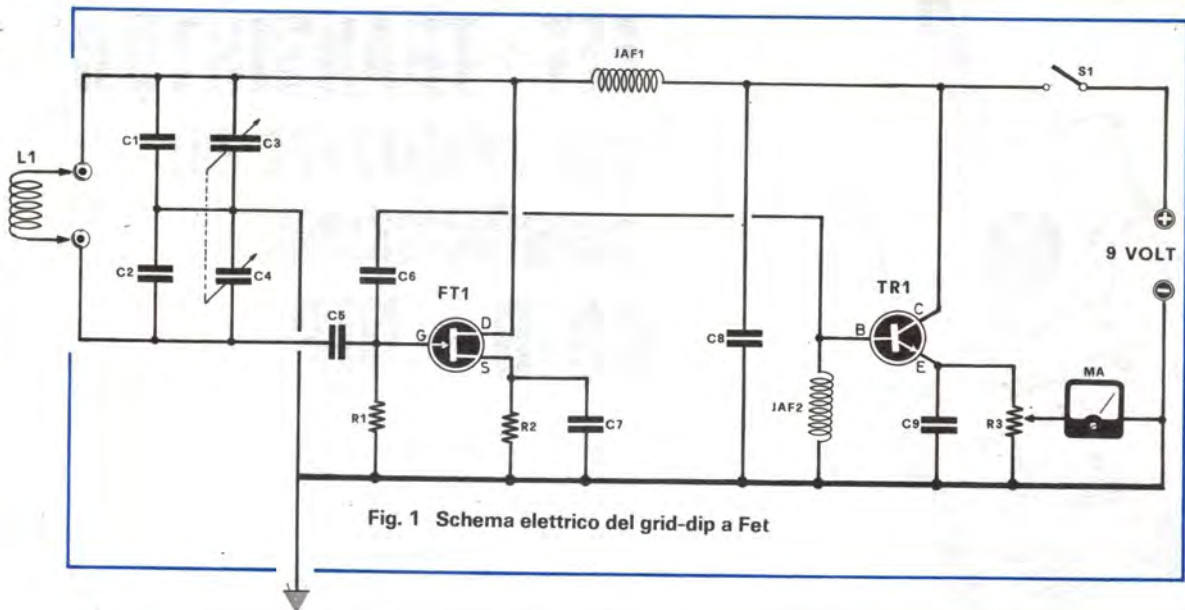 JAF1
S1
L1
C1
C3
C2
C4
C6
FT1
D
G
S
C5
R1
R2
C7
C8
TR1
C
B
E
JAF2
C9
R3
MA
+
9 VOLT
-
Fig. 1 Schema elettrico del grid-dip a Fet